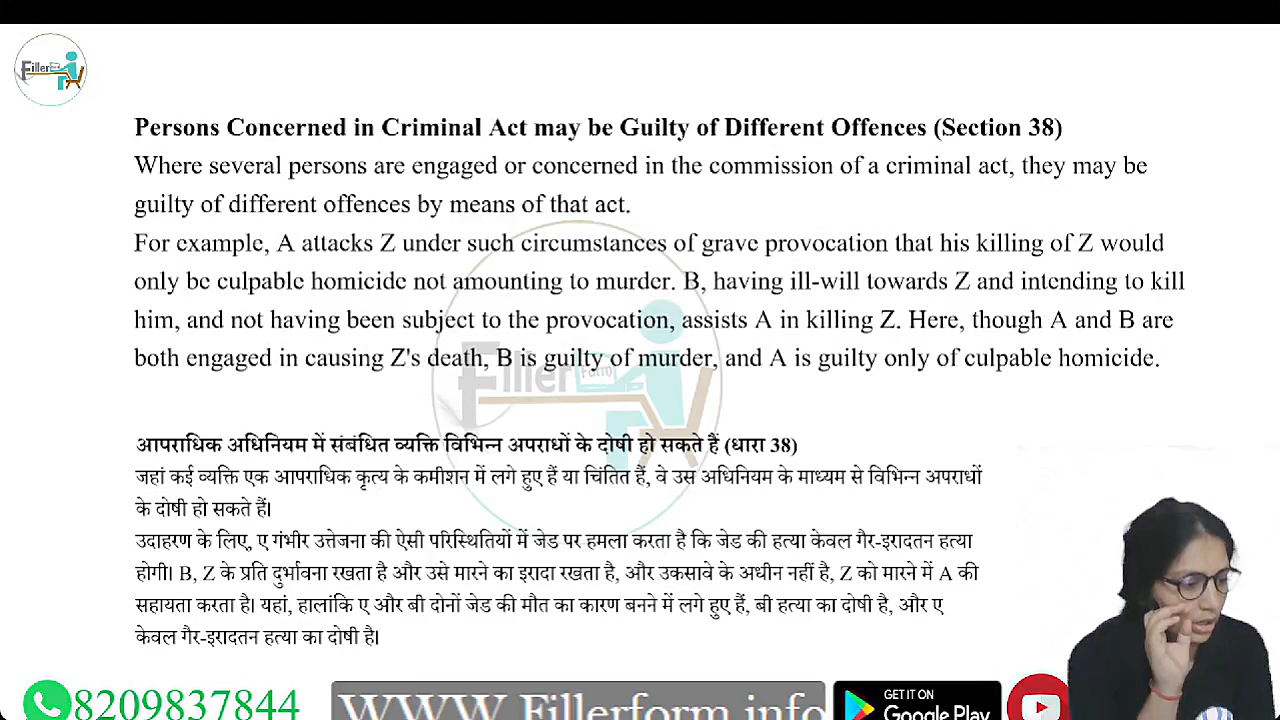 Filler
Persons Concerned in Criminal Act may be Guilty of Different Offences (Section 38)
Where several persons are engaged or concerned in the commission of a criminal act, they may be
guilty of different offences by means of that act.
For example, A attacks Z under such circumstances of grave provocation that his killing of Z would
only be culpable homicide not amounting to murder. B, having ill-will towards Z and intending to kill
him, and not having been subject to the provocation, assists A in killing Z. Here, though A and B are
both engaged in causing Z's death, B is guilty of murder, and A is guilty only of culpable homicide.
Filler
Form
आपराधिक अधिनियम में संबंधित व्यक्ति विभिन्न अपराधों के दोषी हो सकते हैं (धारा 38)
जहां कई व्यक्ति एक आपराधिक कृत्य के कमीशन में लगे हुए हैं या चिंतित हैं, वे उस अधिनियम के माध्यम से विभिन्न अपराधों
के दोषी हो सकते हैं।
उदाहरण के लिए, ए गंभीर उत्तेजना की ऐसी परिस्थितियों में जेड पर हमला करता है कि जेड की हत्या केवल गैर-इरादतन हत्या
होगी। B, Z के प्रति दुर्भावना रखता है और उसे मारने का इरादा रखता है, और उकसावे के अधीन नहीं है, Z को मारने में A की
सहायता करता है। यहां, हालांकि ए और बी दोनों जेड की मौत का कारण बनने में लगे हुए हैं, बी हत्या का दोषी है, और ए
केवल गैर-इरादतन हत्या का दोषी है।
8209837844
WWW.Fillerform.info
GET IT ON
Google Play